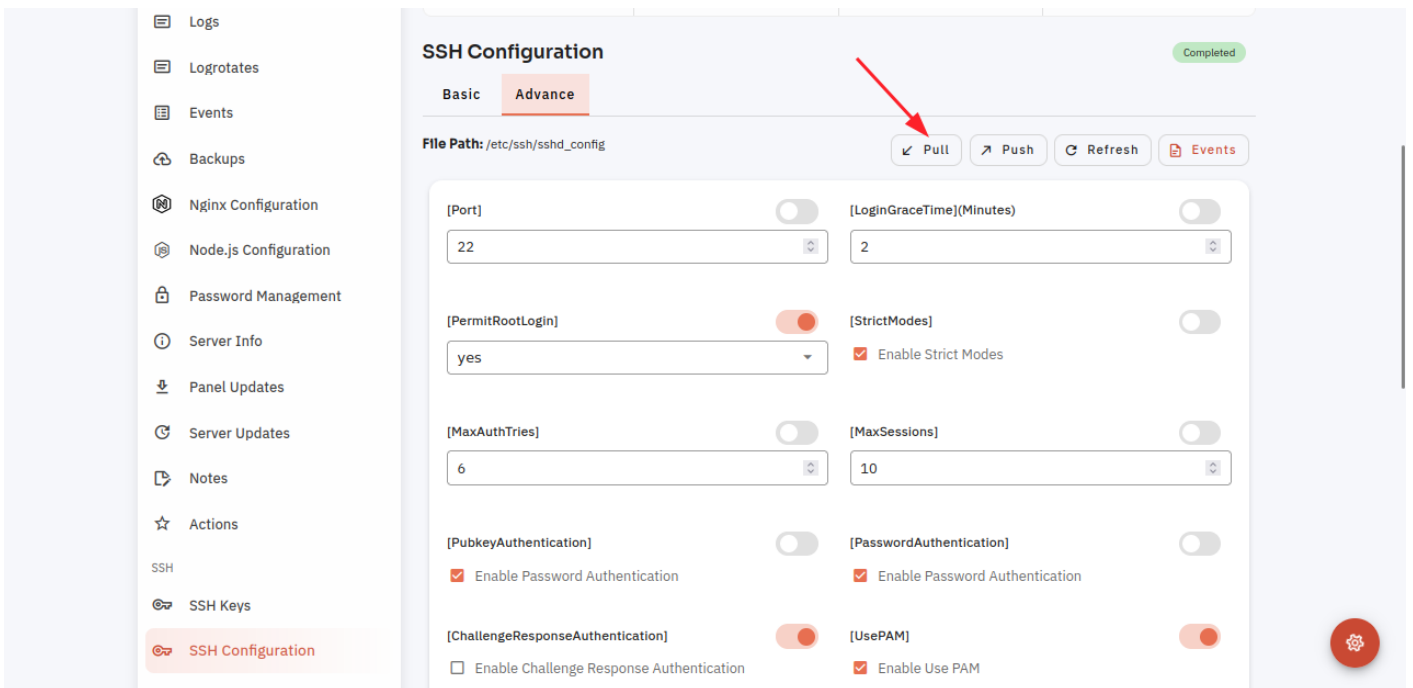 Logs
Logrotates
Events
Backups
Nginx Configuration
Node.js Configuration
Password Management
Server Info
Panel Updates
Server Updates
Notes
Actions
SSH
SSH Keys
SSH Configuration
SSH Configuration
Completed
Basic Advance
File Path: /etc/ssh/sshd_config
Pull Push Refresh Events
[Port] [LoginGraceTime](Minutes)
22 2
[PermitRootLogin] [StrictModes]
yes Enable Strict Modes
[MaxAuthTries] [MaxSessions]
6 10
[PubkeyAuthentication] [PasswordAuthentication]
Enable Password Authentication Enable Password Authentication
[ChallengeResponseAuthentication] [UsePAM]
Enable Challenge Response Authentication Enable Use PAM